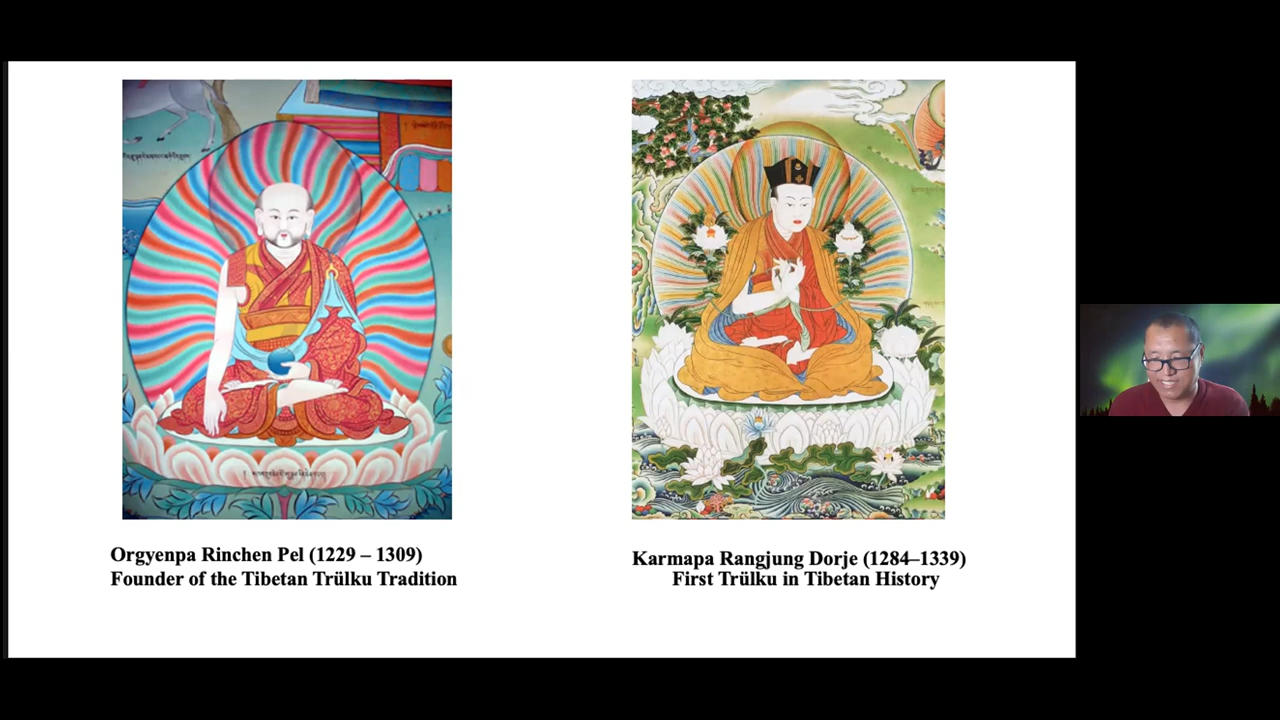 Orgyenpa Rinchen Pel (1229 – 1309)
Founder of the Tibetan Trülku Tradition
Karmapa Rangjung Dorje (1284–1339)
First Trülku in Tibetan History